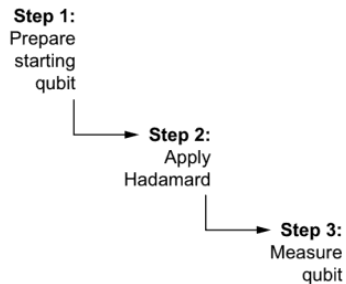 Step 1:
Prepare
starting
qubit
Step 2:
Apply
Hadamard
Step 3:
Measure
qubit